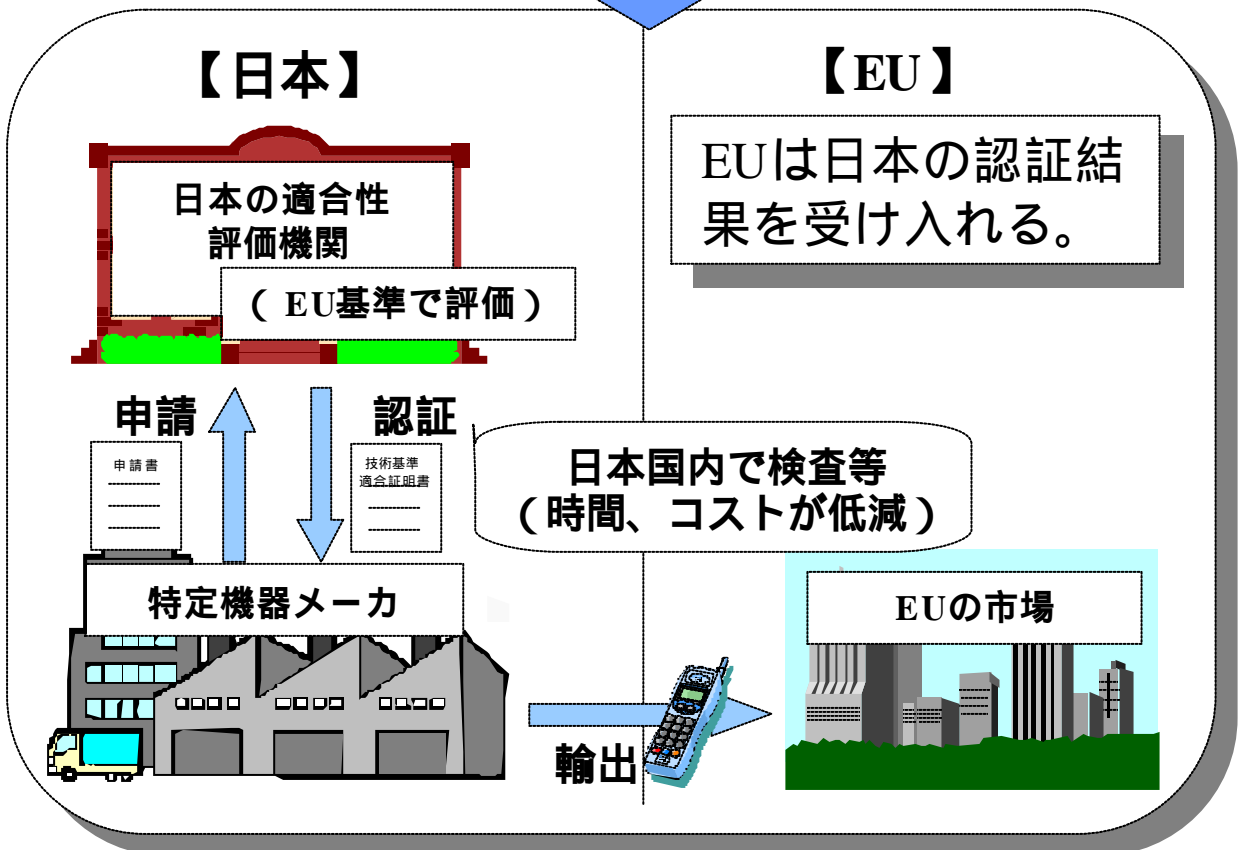 【日本】
日本の適合性
評価機関
（EU基準で評価）
申請
認証
申請書
技術基準
適合証明書
日本国内で検査等
（時間、コストが低減）
特定機器メーカ
輸出
【EU】
EUは日本の認証結
果を受け入れる。
EUの市場